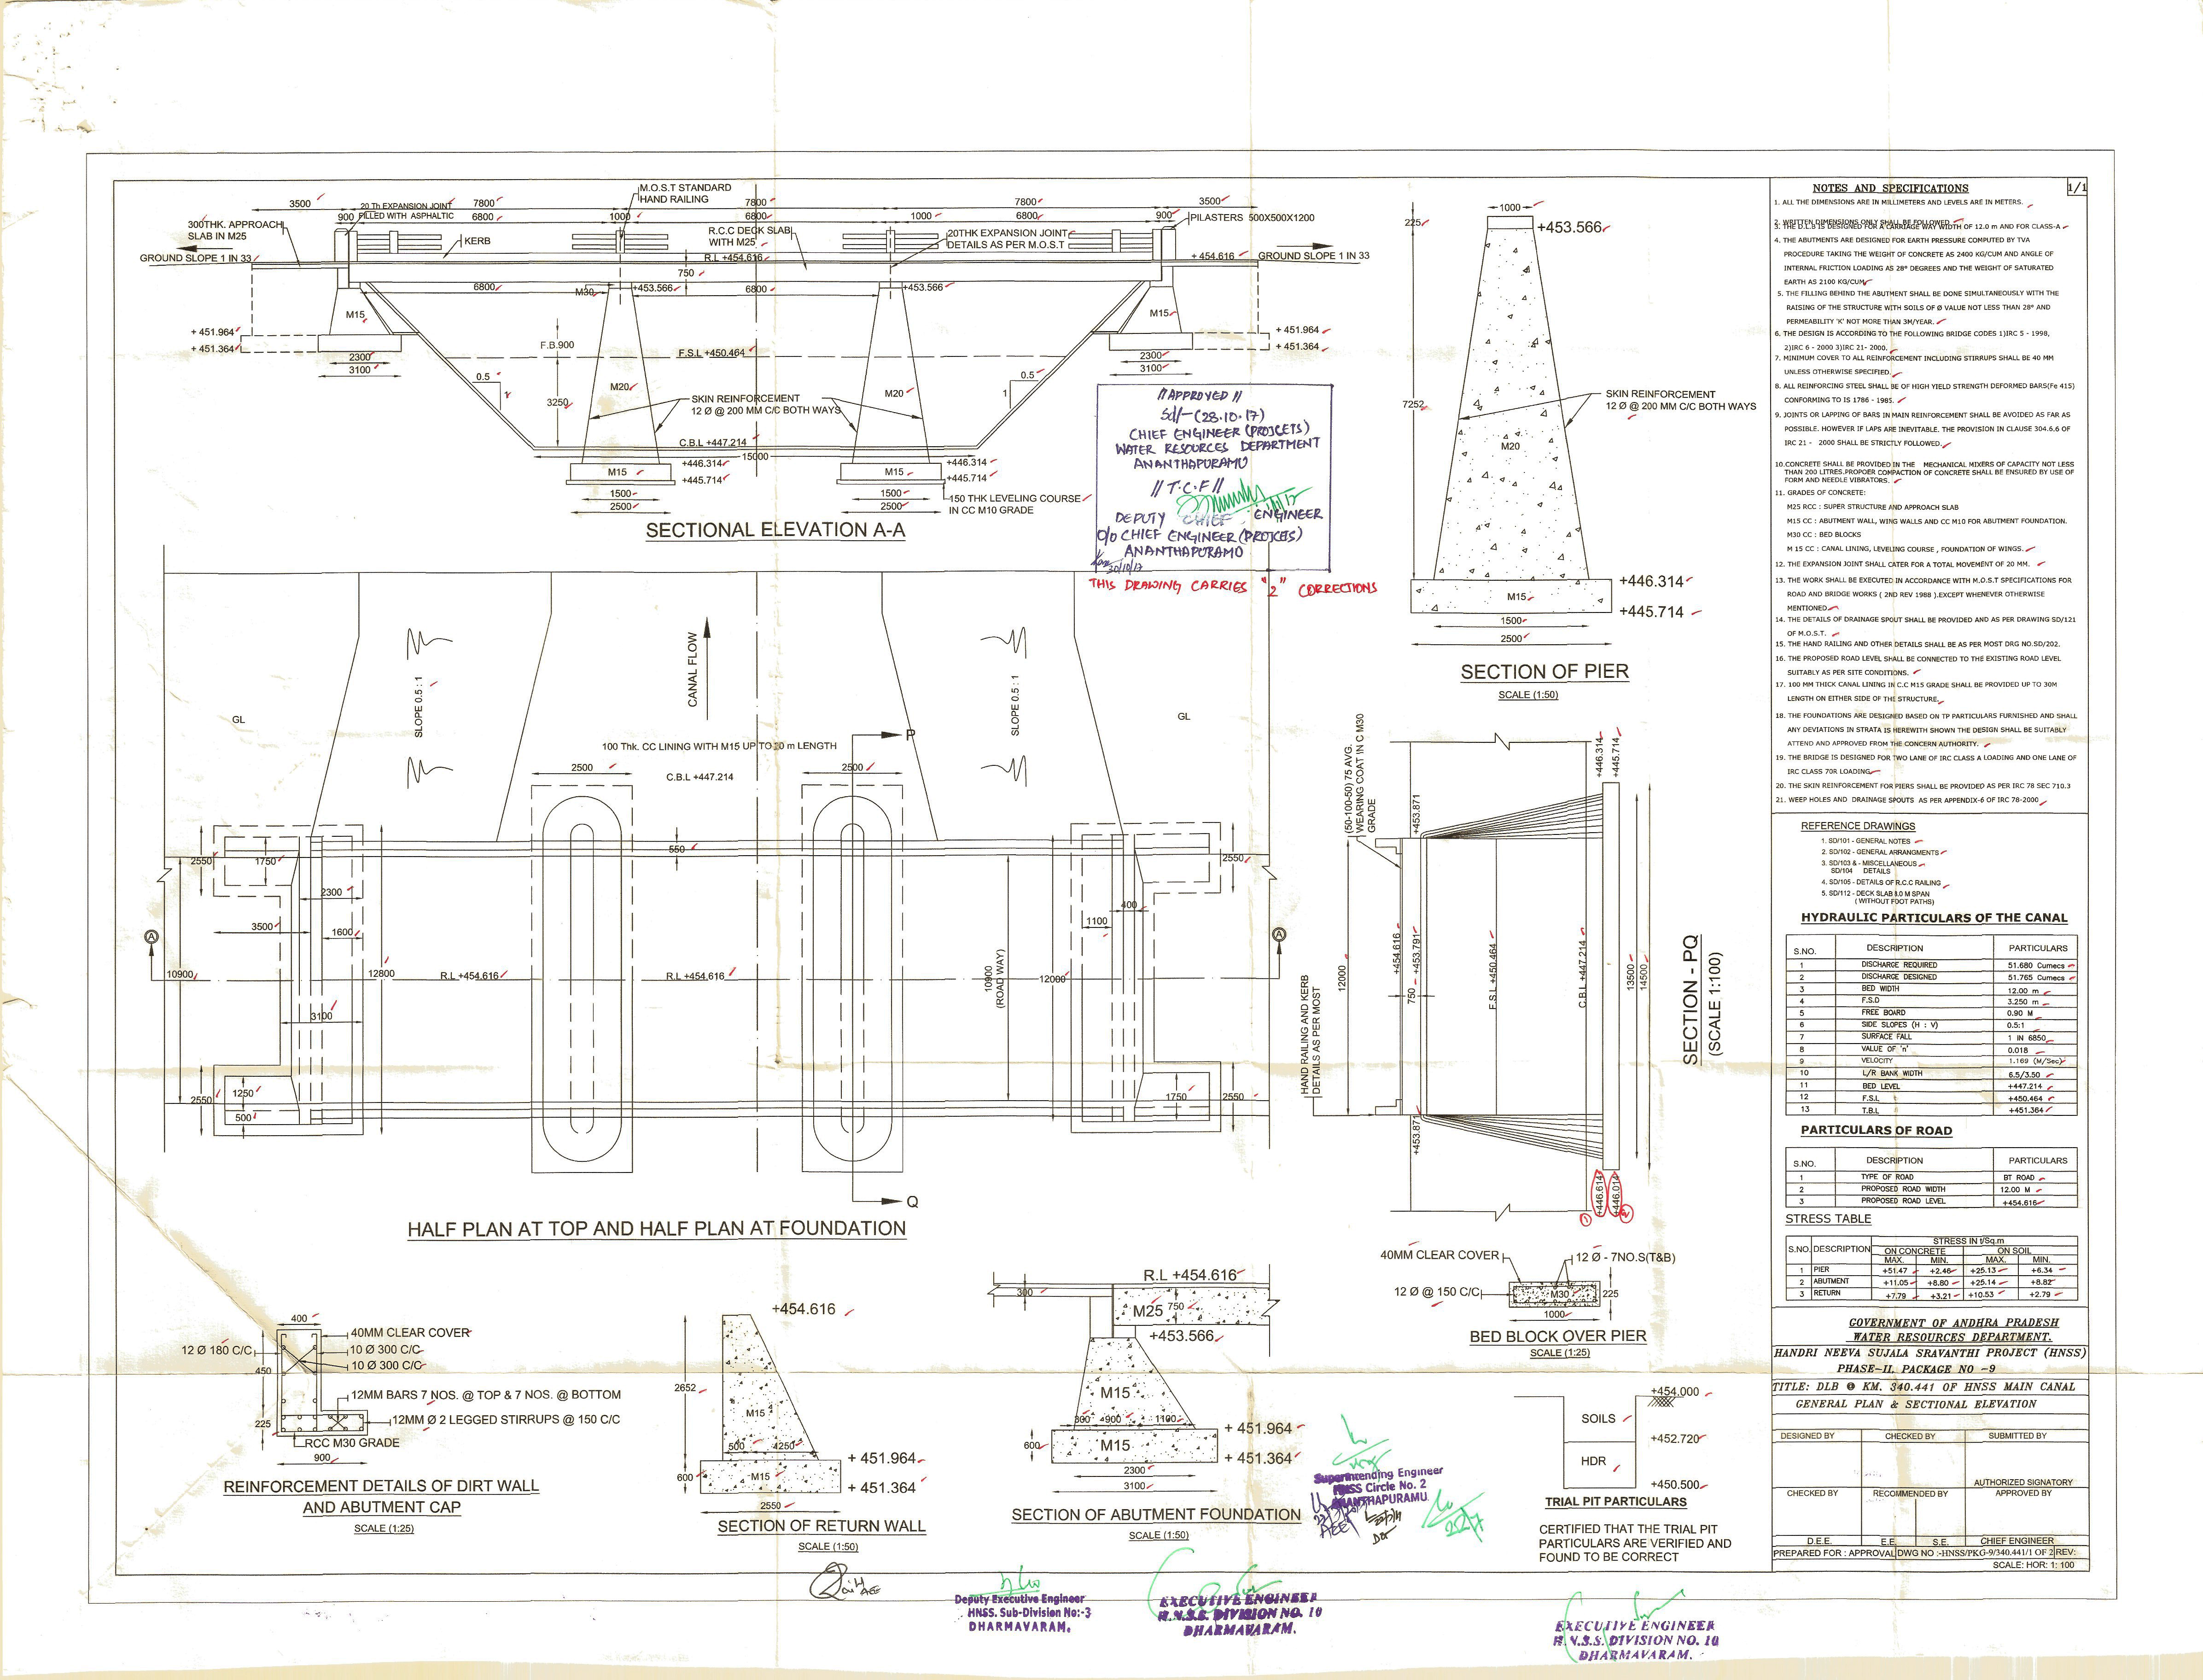 3500
7800
7800
7800
3500
M.O.S.T STANDARD
HAND RAILING
900
20 Th EXPANSION JOINT
FILLED WITH ASPHALTIC
6800
1000
6800
1000
6800
900
PILASTERS 500X500X1200
300THK. APPROACH
SLAB IN M25
KERB
R.C.C DECK SLAB
WITH M25
20THK EXPANSION JOINT
DETAILS AS PER M.O.S.T
GROUND SLOPE 1 IN 33
R.L +454.616
+ 454.616
GROUND SLOPE 1 IN 33
750
6800
M30
+453.566
6800
+453.566
M15
M15
+ 451.964
+ 451.364
+ 451.964
+ 451.364
F.B.900
F.S.L +450.464
2300
3100
2300
3100
0.5
0.5
1
3250
M20
M20
SKIN REINFORCEMENT
12 Ø @ 200 MM C/C BOTH WAYS
C.B.L +447.214
15000
M15
+446.314
+445.714
M15
+446.314
+445.714
1500
2500
1500
2500
150 THK LEVELING COURSE
IN CC M10 GRADE
SECTIONAL ELEVATION A-A
// APPROVED //
Sd/- (28.10.17)
CHIEF ENGINEER (PROJCETS)
WATER RESOURCES DEPARTMENT
ANANTHAPURAMU
// T.C.F //
DEPUTY CHIEF ENGINEER
O/o CHIEF ENGINEER (PROJCETS)
ANANTHAPURAMU
30/10/17
THIS DRAWING CARRIES "2" CORRECTIONS
1000
225
+453.566
7252
SKIN REINFORCEMENT
12 Ø @ 200 MM C/C BOTH WAYS
M20
+446.314
M15
+445.714
1500
2500
SECTION OF PIER
SCALE (1:50)
CANAL FLOW
SLOPE 0.5 : 1
SLOPE 0.5 : 1
GL
GL
100 Thk. CC LINING WITH M15 UP TO 30 m LENGTH
C.B.L +447.214
P
2500
2500
2550
1750
550
2550
2300
3500
1600
400
1100
A
A
10900
12800
R.L +454.616
R.L +454.616
10900
(ROAD WAY)
12000
3100
1250
2550
500
1750
2550
Q
HALF PLAN AT TOP AND HALF PLAN AT FOUNDATION
(50-100-50) 75 AVG.
WEARING COAT IN C M30
GRADE
+453.871
+446.314
+445.714
12000
+454.616
750
+453.791
F.S.L +450.464
C.B.L +447.214
13500
14500
HAND RAILING AND KERB
DETAILS AS PER MOST
+453.871
+446.614
+446.014
1
2
SECTION - PQ
(SCALE 1:100)
400
12 Ø 180 C/C
40MM CLEAR COVER
10 Ø 300 C/C
10 Ø 300 C/C
450
12MM BARS 7 NOS. @ TOP & 7 NOS. @ BOTTOM
225
12MM Ø 2 LEGGED STIRRUPS @ 150 C/C
RCC M30 GRADE
900
REINFORCEMENT DETAILS OF DIRT WALL
AND ABUTMENT CAP
SCALE (1:25)
+454.616
2652
M15
500
4250
+ 451.964
600
M15
+ 451.364
2550
SECTION OF RETURN WALL
SCALE (1:50)
R.L +454.616
300
M25
750
+453.566
M15
300
900
1100
+ 451.964
600
M15
+ 451.364
2300
3100
SECTION OF ABUTMENT FOUNDATION
SCALE (1:50)
40MM CLEAR COVER
12 Ø - 7NO.S(T&B)
12 Ø @ 150 C/C
M30
225
1000
BED BLOCK OVER PIER
SCALE (1:25)
+454.000
SOILS
+452.720
HDR
+450.500
TRIAL PIT PARTICULARS
CERTIFIED THAT THE TRIAL PIT
PARTICULARS ARE VERIFIED AND
FOUND TO BE CORRECT
Superintending Engineer
HNSS Circle No. 2
ANANTHAPURAMU
Deputy Executive Engineer
HNSS. Sub-Division No:-3
DHARMAVARAM.
EXECUTIVE ENGINEER
H.N.S.S. DIVISION NO. 10
DHARMAVARAM.
EXECUTIVE ENGINEER
H.N.S.S. DIVISION NO. 10
DHARMAVARAM.
NOTES AND SPECIFICATIONS
1/1
1. ALL THE DIMENSIONS ARE IN MILLIMETERS AND LEVELS ARE IN METERS.
2. WRITTEN DIMENSIONS ONLY SHALL BE FOLLOWED
3. THE D.L.B IS DESIGNED FOR A CARRIAGE WAY WIDTH OF 12.0 m AND FOR CLASS-A
4. THE ABUTMENTS ARE DESIGNED FOR EARTH PRESSURE COMPUTED BY TVA
PROCEDURE TAKING THE WEIGHT OF CONCRETE AS 2400 KG/CUM AND ANGLE OF
INTERNAL FRICTION LOADING AS 28° DEGREES AND THE WEIGHT OF SATURATED
EARTH AS 2100 KG/CUM
5. THE FILLING BEHIND THE ABUTMENT SHALL BE DONE SIMULTANEOUSLY WITH THE
RAISING OF THE STRUCTURE WITH SOILS OF Ø VALUE NOT LESS THAN 28° AND
PERMEABILITY 'K' NOT MORE THAN 3M/YEAR.
6. THE DESIGN IS ACCORDING TO THE FOLLOWING BRIDGE CODES 1)IRC 5 - 1998,
2)IRC 6 - 2000 3)IRC 21- 2000.
7. MINIMUM COVER TO ALL REINFORCEMENT INCLUDING STIRRUPS SHALL BE 40 MM
UNLESS OTHERWISE SPECIFIED.
8. ALL REINFORCING STEEL SHALL BE OF HIGH YIELD STRENGTH DEFORMED BARS(Fe 415)
CONFORMING TO IS 1786 - 1985.
9. JOINTS OR LAPPING OF BARS IN MAIN REINFORCEMENT SHALL BE AVOIDED AS FAR AS
POSSIBLE. HOWEVER IF LAPS ARE INEVITABLE. THE PROVISION IN CLAUSE 304.6,6 OF
IRC 21 - 2000 SHALL BE STRICTLY FOLLOWED.
10.CONCRETE SHALL BE PROVIDED IN THE MECHANICAL MIXERS OF CAPACITY NOT LESS
THAN 200 LITRES.PROPOER COMPACTION OF CONCRETE SHALL BE ENSURED BY USE OF
FORM AND NEEDLE VIBRATORS.
11. GRADES OF CONCRETE:
M25 RCC : SUPER STRUCTURE AND APPROACH SLAB
M15 CC : ABUTMENT WALL, WING WALLS AND CC M10 FOR ABUTMENT FOUNDATION.
M30 CC : BED BLOCKS
M 15 CC : CANAL LINING, LEVELING COURSE , FOUNDATION OF WINGS.
12. THE EXPANSION JOINT SHALL CATER FOR A TOTAL MOVEMENT OF 20 MM.
13. THE WORK SHALL BE EXECUTED IN ACCORDANCE WITH M.O.S.T SPECIFICATIONS FOR
ROAD AND BRIDGE WORKS ( 2ND REV 1988 ).EXCEPT WHENEVER OTHERWISE
MENTIONED
14. THE DETAILS OF DRAINAGE SPOUT SHALL BE PROVIDED AND AS PER DRAWING SD/121
OF M.O.S.T.
15. THE HAND RAILING AND OTHER DETAILS SHALL BE AS PER MOST DRG NO.SD/202.
16. THE PROPOSED ROAD LEVEL SHALL BE CONNECTED TO THE EXISTING ROAD LEVEL
SUITABLY AS PER SITE CONDITIONS.
17. 100 MM THICK CANAL LINING IN C.C M15 GRADE SHALL BE PROVIDED UP TO 30M
LENGTH ON EITHER SIDE OF THE STRUCTURE.
18. THE FOUNDATIONS ARE DESIGNED BASED ON TP PARTICULARS FURNISHED AND SHALL
ANY DEVIATIONS IN STRATA IS HEREWITH SHOWN THE DESIGN SHALL BE SUITABLY
ATTEND AND APPROVED FROM THE CONCERN AUTHORITY.
19. THE BRIDGE IS DESIGNED FOR TWO LANE OF IRC CLASS A LOADING AND ONE LANE OF
IRC CLASS 70R LOADING
20. THE SKIN REINFORCEMENT FOR PIERS SHALL BE PROVIDED AS PER IRC 78 SEC 710.3
21. WEEP HOLES AND DRAINAGE SPOUTS AS PER APPENDIX-6 OF IRC 78-2000
REFERENCE DRAWINGS
1. SD/101 - GENERAL NOTES
2. SD/102 - GENERAL ARRANGMENTS
3. SD/103 & - MISCELLANEOUS
SD/104 DETAILS
4. SD/105 - DETAILS OF R.C.C RAILING
5. SD/112 - DECK SLAB 8.0 M SPAN
(WITHOUT FOOT PATHS)
HYDRAULIC PARTICULARS OF THE CANAL
S.NO. DESCRIPTION PARTICULARS
1 DISCHARGE REQUIRED 51.680 Cumecs
2 DISCHARGE DESIGNED 51.765 Cumecs
3 BED WIDTH 12.00 m
4 F.S.D 3.250 m
5 FREE BOARD 0.90 M
6 SIDE SLOPES (H : V) 0.5:1
7 SURFACE FALL 1 IN 6850
8 VALUE OF 'n' 0.018
9 VELOCITY 1.169 (M/Sec)
10 L/R BANK WIDTH 6.5/3.50
11 BED LEVEL +447.214
12 F.S.L +450.464
13 T.B.L +451.364
PARTICULARS OF ROAD
S.NO. DESCRIPTION PARTICULARS
1 TYPE OF ROAD BT ROAD
2 PROPOSED ROAD WIDTH 12.00 M
3 PROPOSED ROAD LEVEL +454.616
STRESS TABLE
S.NO. DESCRIPTION STRESS IN t/Sq.m
ON CONCRETE ON SOIL
MAX. MIN. MAX. MIN.
1 PIER +51.47 +2.46 +25.13 +6.34
2 ABUTMENT +11.05 +8.80 +25.14 +8.82
3 RETURN +7.79 +3.21 +10.53 +2.79
GOVERNMENT OF ANDHRA PRADESH
WATER RESOURCES DEPARTMENT.
HANDRI NEEVA SUJALA SRAVANTHI PROJECT (HNSS)
PHASE-II, PACKAGE NO -9
TITLE: DLB @ KM. 340.441 OF HNSS MAIN CANAL
GENERAL PLAN & SECTIONAL ELEVATION
DESIGNED BY CHECKED BY SUBMITTED BY
AUTHORIZED SIGNATORY
CHECKED BY RECOMMENDED BY APPROVED BY
D.E.E. E.E. S.E. CHIEF ENGINEER
PREPARED FOR : APPROVAL DWG NO :-HNSS/PKG-9/340.441/1 OF 2 REV:
SCALE: HOR: 1: 100